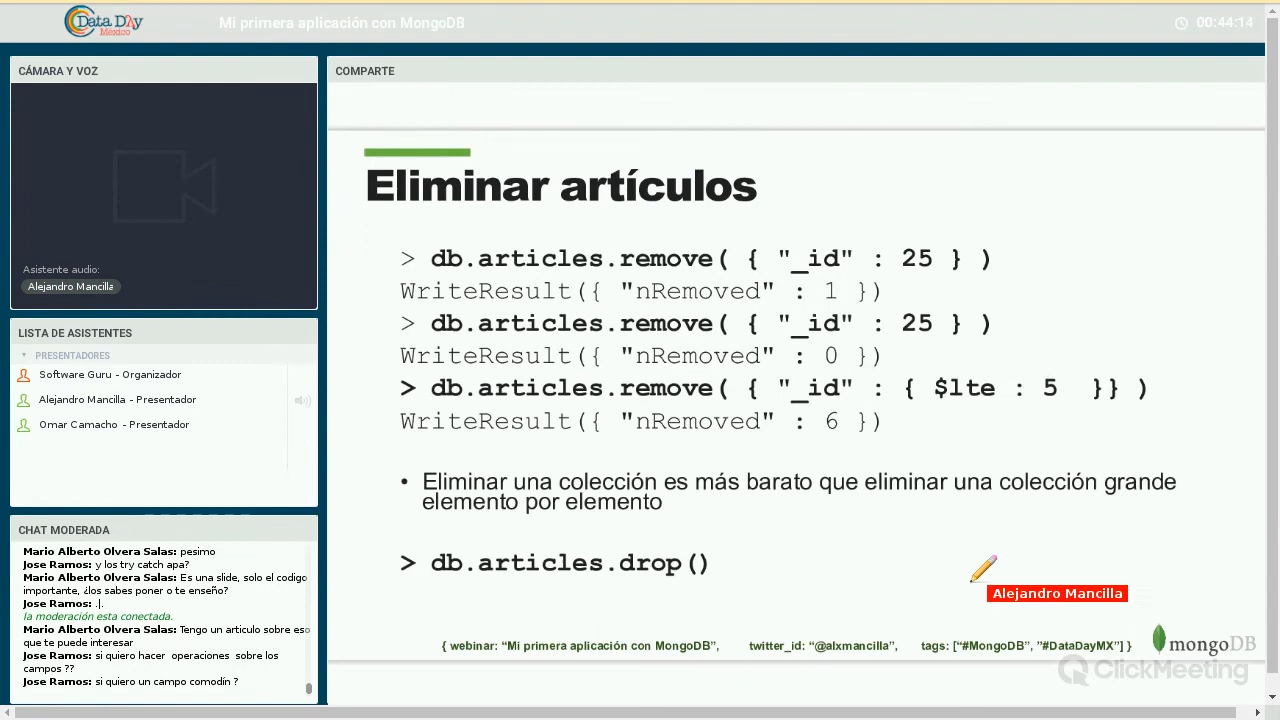 Data Day
México
Mi primera aplicación con MongoDB
00:44:14
CÁMARA Y VOZ
Asistente audio:
Alejandro Mancilla
LISTA DE ASISTENTES
PRESENTADORES
Software Guru - Organizador
Alejandro Mancilla - Presentador
Omar Camacho - Presentador
CHAT MODERADA
Mario Alberto Olvera Salas: pesimo
Jose Ramos: y los try catch apa?
Mario Alberto Olvera Salas: Es una slide, solo el codigo
importante, ¿los sabes poner o te enseño?
Jose Ramos: .|.
la moderación esta conectada.
Mario Alberto Olvera Salas: Tengo un articulo sobre eso
que te puede interesar
Jose Ramos: si quiero hacer operaciones sobre los
campos ??
Jose Ramos: si quiero un campo comodín ?
COMPARTE
Eliminar artículos
> db.articles.remove( { "_id" : 25 } )
WriteResult({ "nRemoved" : 1 })
> db.articles.remove( { "_id" : 25 } )
WriteResult({ "nRemoved" : 0 })
> db.articles.remove( { "_id" : { $lte : 5 }} )
WriteResult({ "nRemoved" : 6 })
• Eliminar una colección es más barato que eliminar una colección grande
elemento por elemento
> db.articles.drop()
Alejandro Mancilla
{ webinar: “Mi primera aplicación con MongoDB”, twitter_id: “@alxmancilla”, tags: [“#MongoDB”, ”#DataDayMX”] }
mongoDB
ClickMeeting